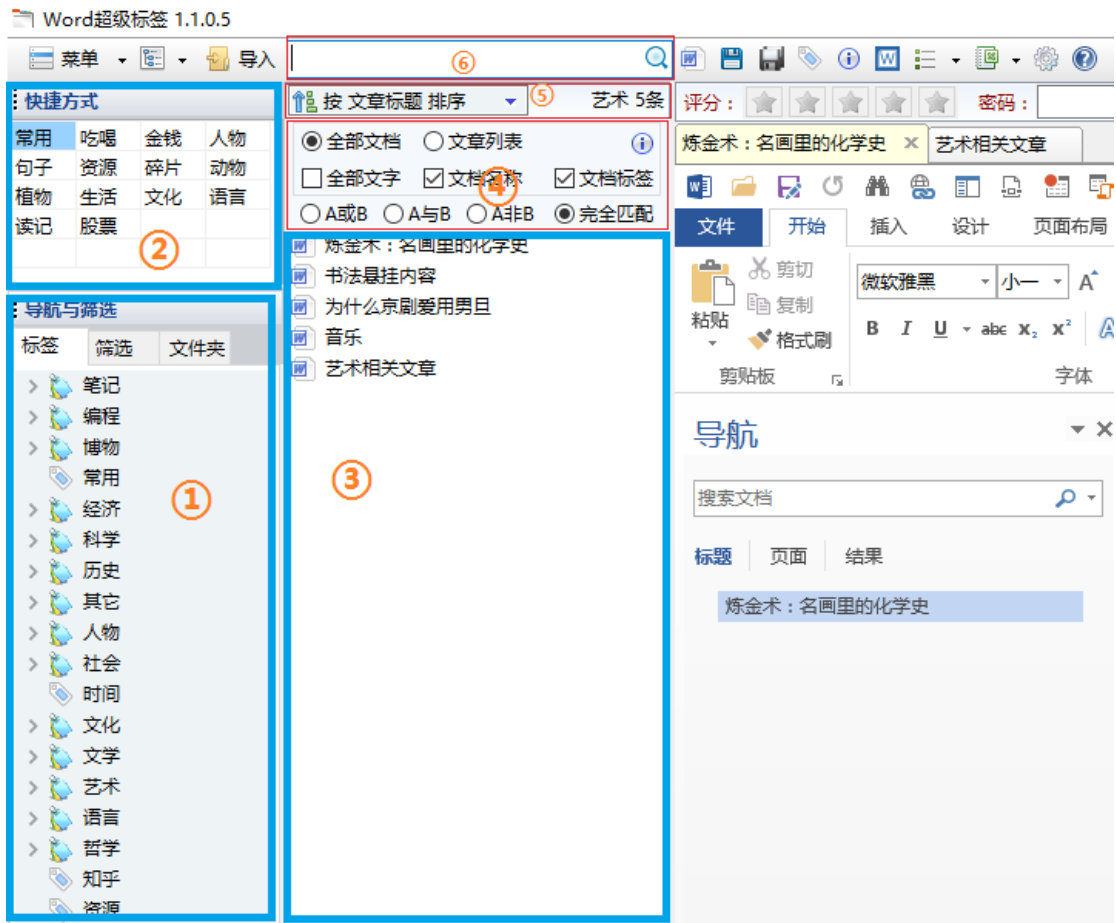 Word超级标签 1.1.0.5
菜单 导入
⑥
快捷方式
常用 吃喝 金钱 人物
句子 资源 碎片 动物
植物 生活 文化 语言
读记 股票
②
导航与筛选
标签 筛选 文件夹
笔记
编程
博物
常用
①
经济
科学
历史
其它
人物
社会
时间
文化
文学
艺术
语言
哲学
知乎
资源
按 文章标题 排序 ⑤ 艺术 5条
全部文档 文章列表
全部文字 文档名称 文档标签
④
A或B A与B A非B 完全匹配
炼金术：名画里的化学史
书法悬挂内容
为什么京剧爱用男旦
音乐
艺术相关文章
③
评分： 密码：
炼金术：名画里的化学史 × 艺术相关文章
文件 开始 插入 设计 页面布局
剪切
复制
粘贴
格式刷
剪贴板
微软雅黑 小一 A
B I U abc x₂ x² A
字体
导航
搜索文档
标题 页面 结果
炼金术：名画里的化学史